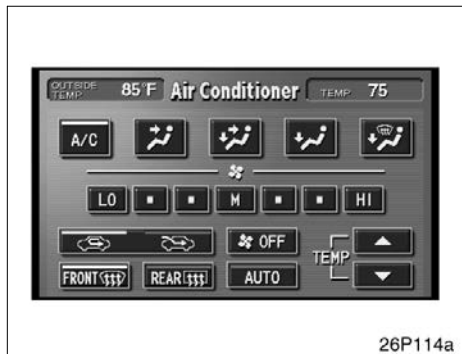 OUTSIDE TEMP 85°F Air Conditioner TEMP 75
A/C
LO M HI
OFF
TEMP
FRONT REAR AUTO
26P114a